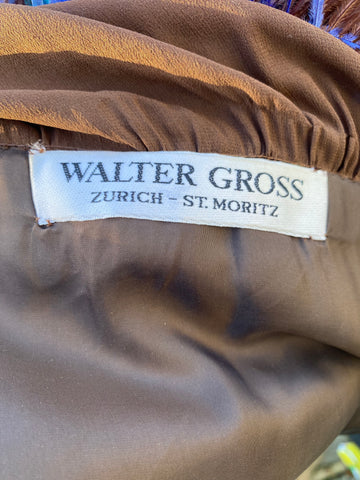 WALTER GROSS
ZURICH - ST. MORITZ